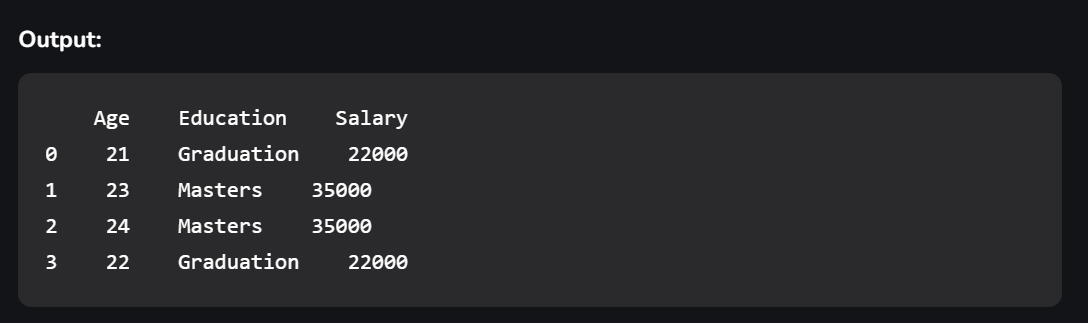 Output:
Age    Education    Salary
0    21    Graduation    22000
1    23    Masters    35000
2    24    Masters    35000
3    22    Graduation    22000